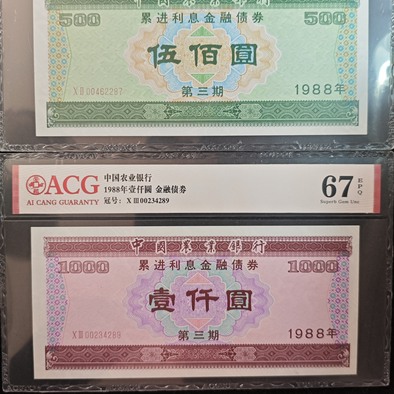 500 500
累进利息金融债券
伍佰圆
XⅢ00462287
第三期
1988年
ACG
AI CANG GUARANTY
中国农业银行
1988年壹仟圆 金融债券
冠号: XⅢ00234289
67 EPQ
Superb Gem Unc
中國農業银行
1000 累进利息金融债券 1000
壹仟圆
XⅢ00234289
第三期
1988年